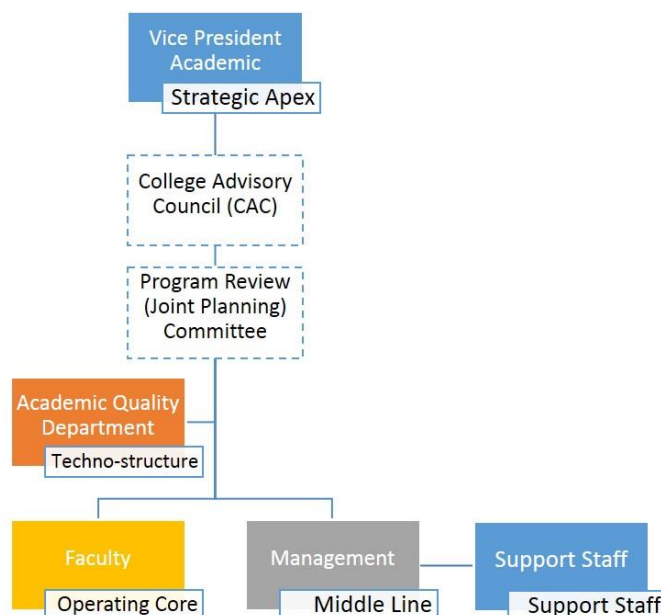 Vice President
Academic
Strategic Apex
College Advisory
Council (CAC)
Program Review
(Joint Planning)
Committee
Academic Quality
Department
Techno-structure
Faculty
Operating Core
Management
Middle Line
Support Staff
Support Staff